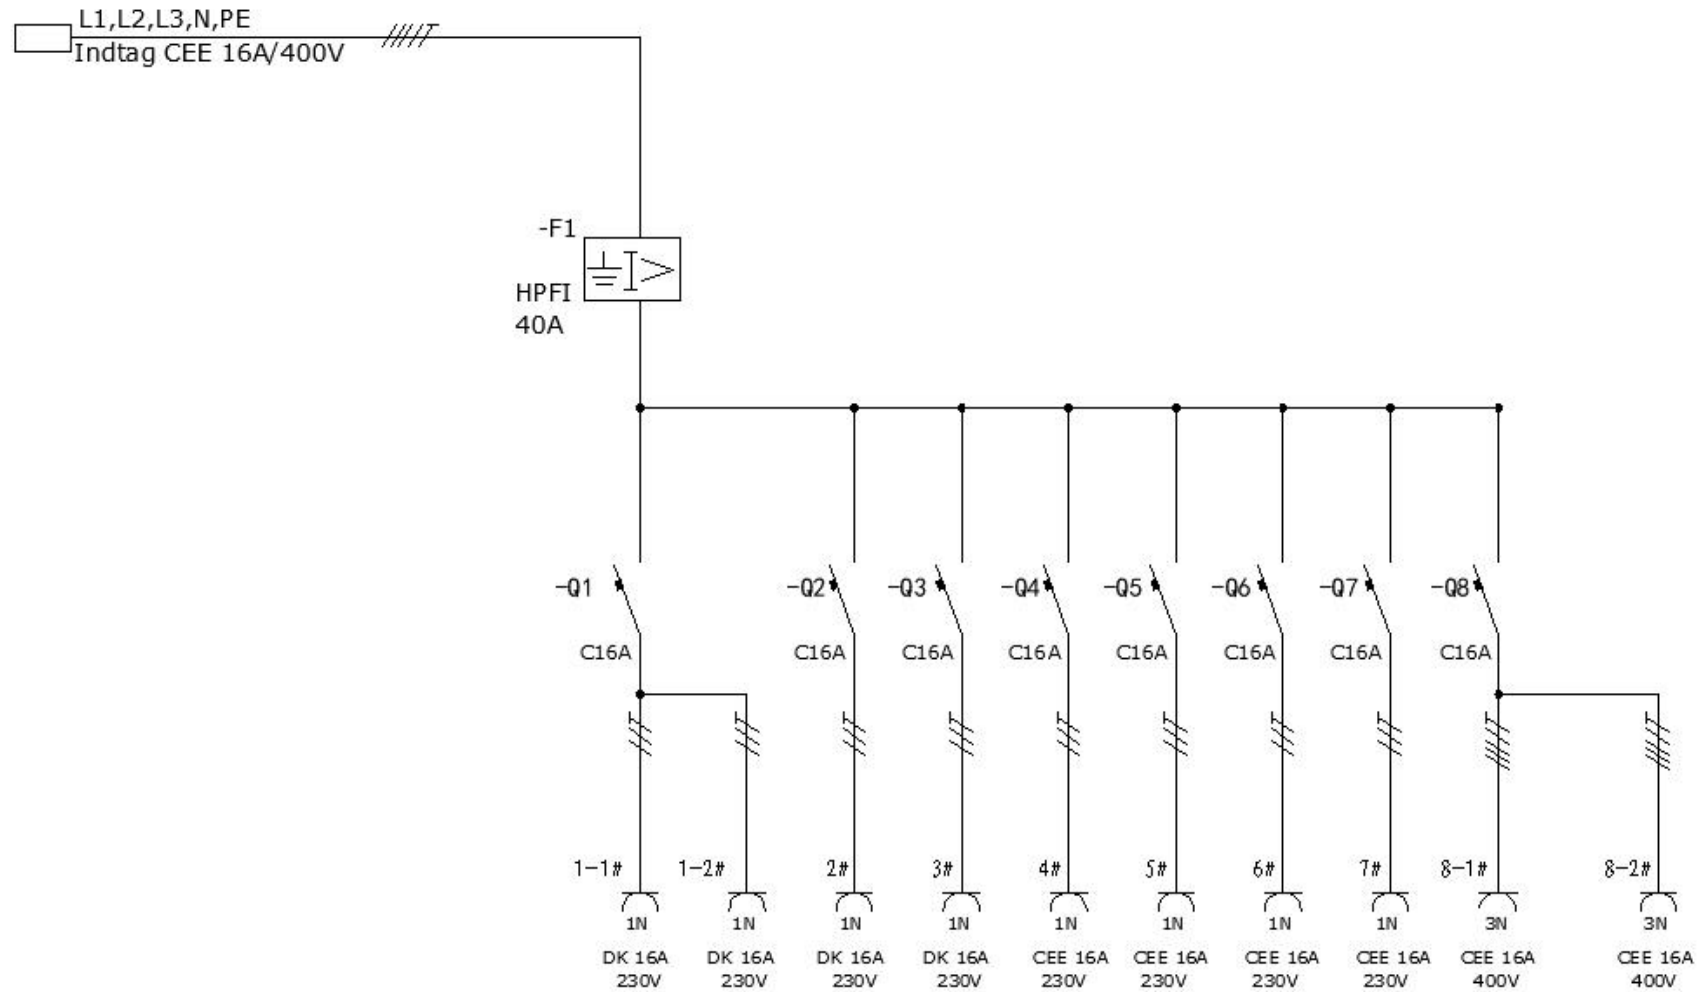 L1,L2,L3,N,PE
Indtag CEE 16A/400V
-F1
HPFI
40A
-Q1 -Q2 -Q3 -Q4 -Q5 -Q6 -Q7 -Q8
C16A C16A C16A C16A C16A C16A C16A C16A
1-1# 1-2# 2# 3# 4# 5# 6# 7# 8-1# 8-2#
1N 1N 1N 1N 1N 1N 1N 1N 3N 3N
DK 16A DK 16A DK 16A DK 16A CEE 16A CEE 16A CEE 16A CEE 16A CEE 16A CEE 16A
230V 230V 230V 230V 230V 230V 230V 230V 400V 400V